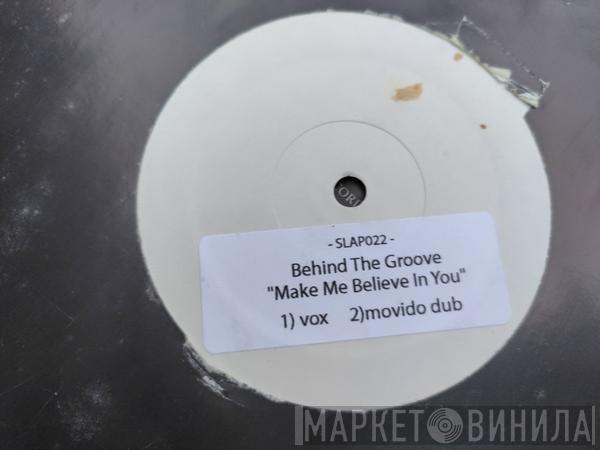 - SLAP022 -
Behind The Groove
"Make Me Believe In You"
1) vox 2)movido dub
МАРКЕТ ВИНИЛА